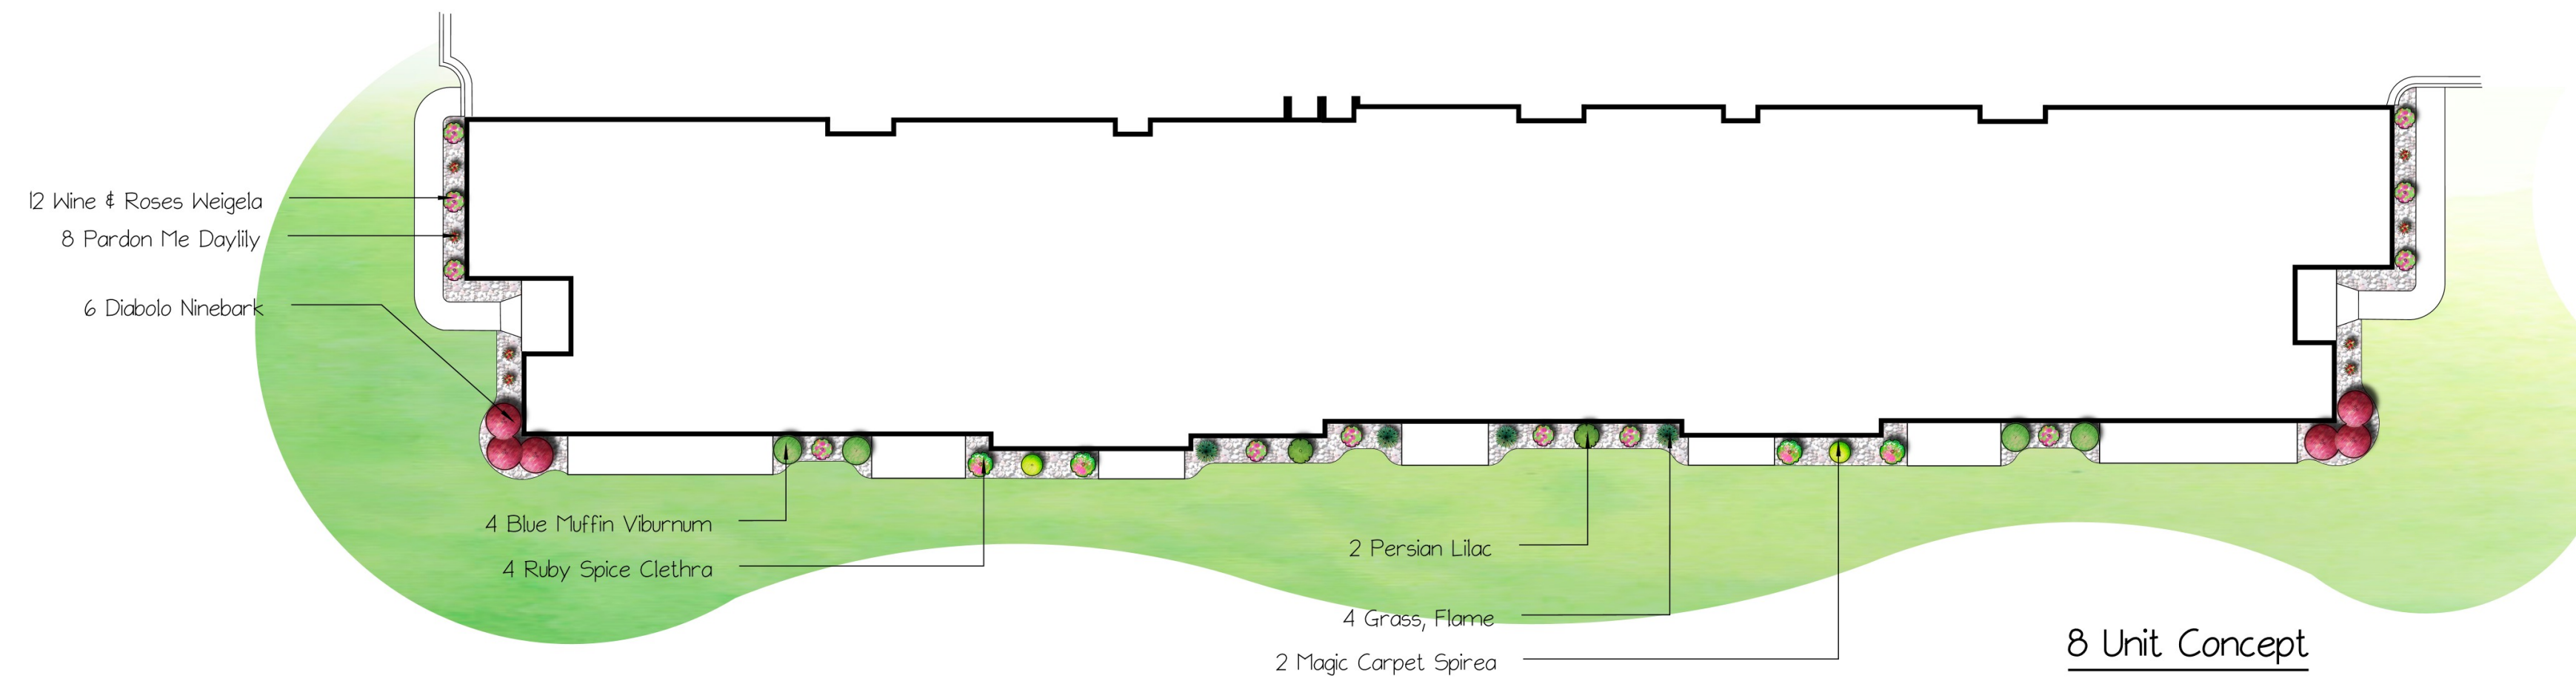 12 Wine & Roses Weigela
8 Pardon Me Daylily
6 Diabolo Ninebark
4 Blue Muffin Viburnum
4 Ruby Spice Clethra
2 Persian Lilac
4 Grass, Flame
2 Magic Carpet Spirea
8 Unit Concept